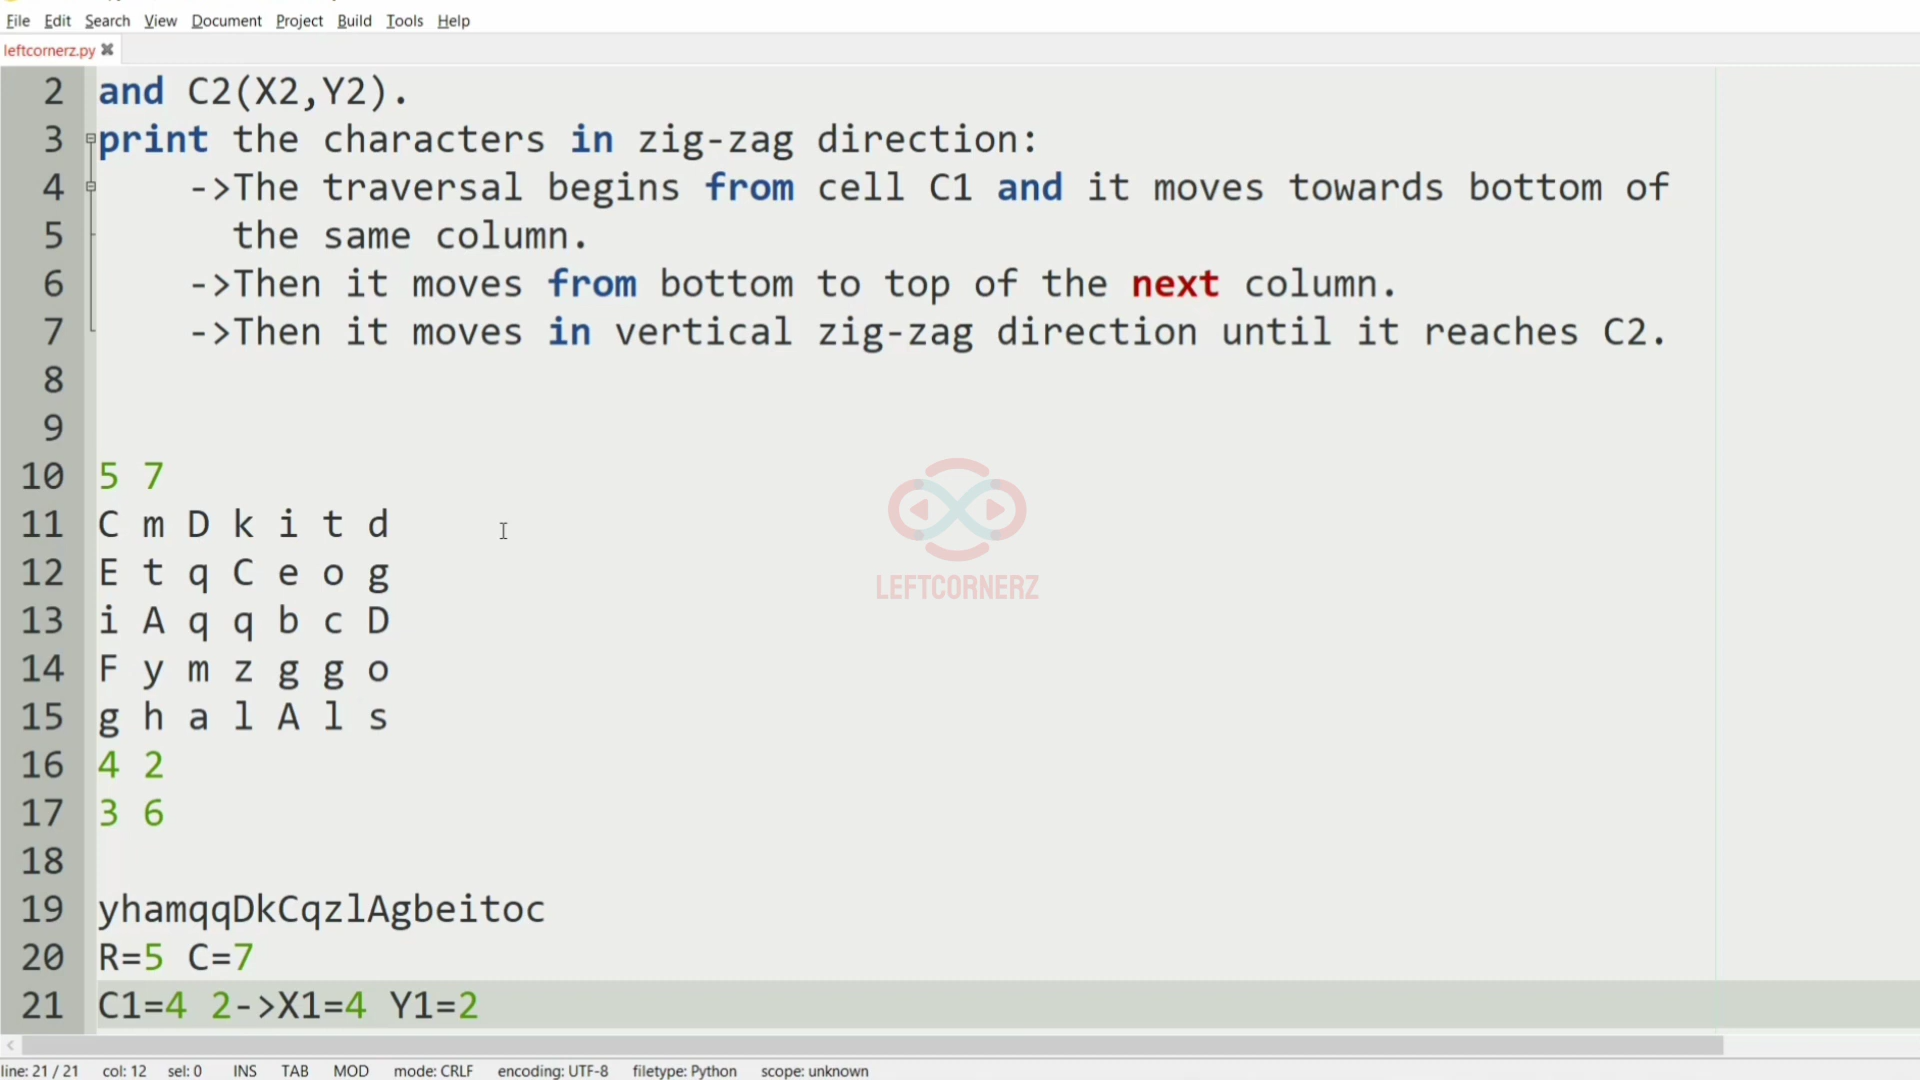 File Edit Search View Document Project Build Tools Help
leftcornerz.py
2 and C2(X2,Y2).
3 print the characters in zig-zag direction:
4 ->The traversal begins from cell C1 and it moves towards bottom of
5 the same column.
6 ->Then it moves from bottom to top of the next column.
7 ->Then it moves in vertical zig-zag direction until it reaches C2.
8
9
10 5 7
11 C m D k i t d
12 E t q C e o g
13 i A q q b c D
14 F y m z g g o
15 g h a l A l s
16 4 2
17 3 6
18
19 yhamqqDkCqzlAgbeitoc
20 R=5 C=7
21 C1=4 2->X1=4 Y1=2
LEFTCORNERZ
line: 21 / 21 col: 12 sel: 0 INS TAB MOD mode: CRLF encoding: UTF-8 filetype: Python scope: unknown